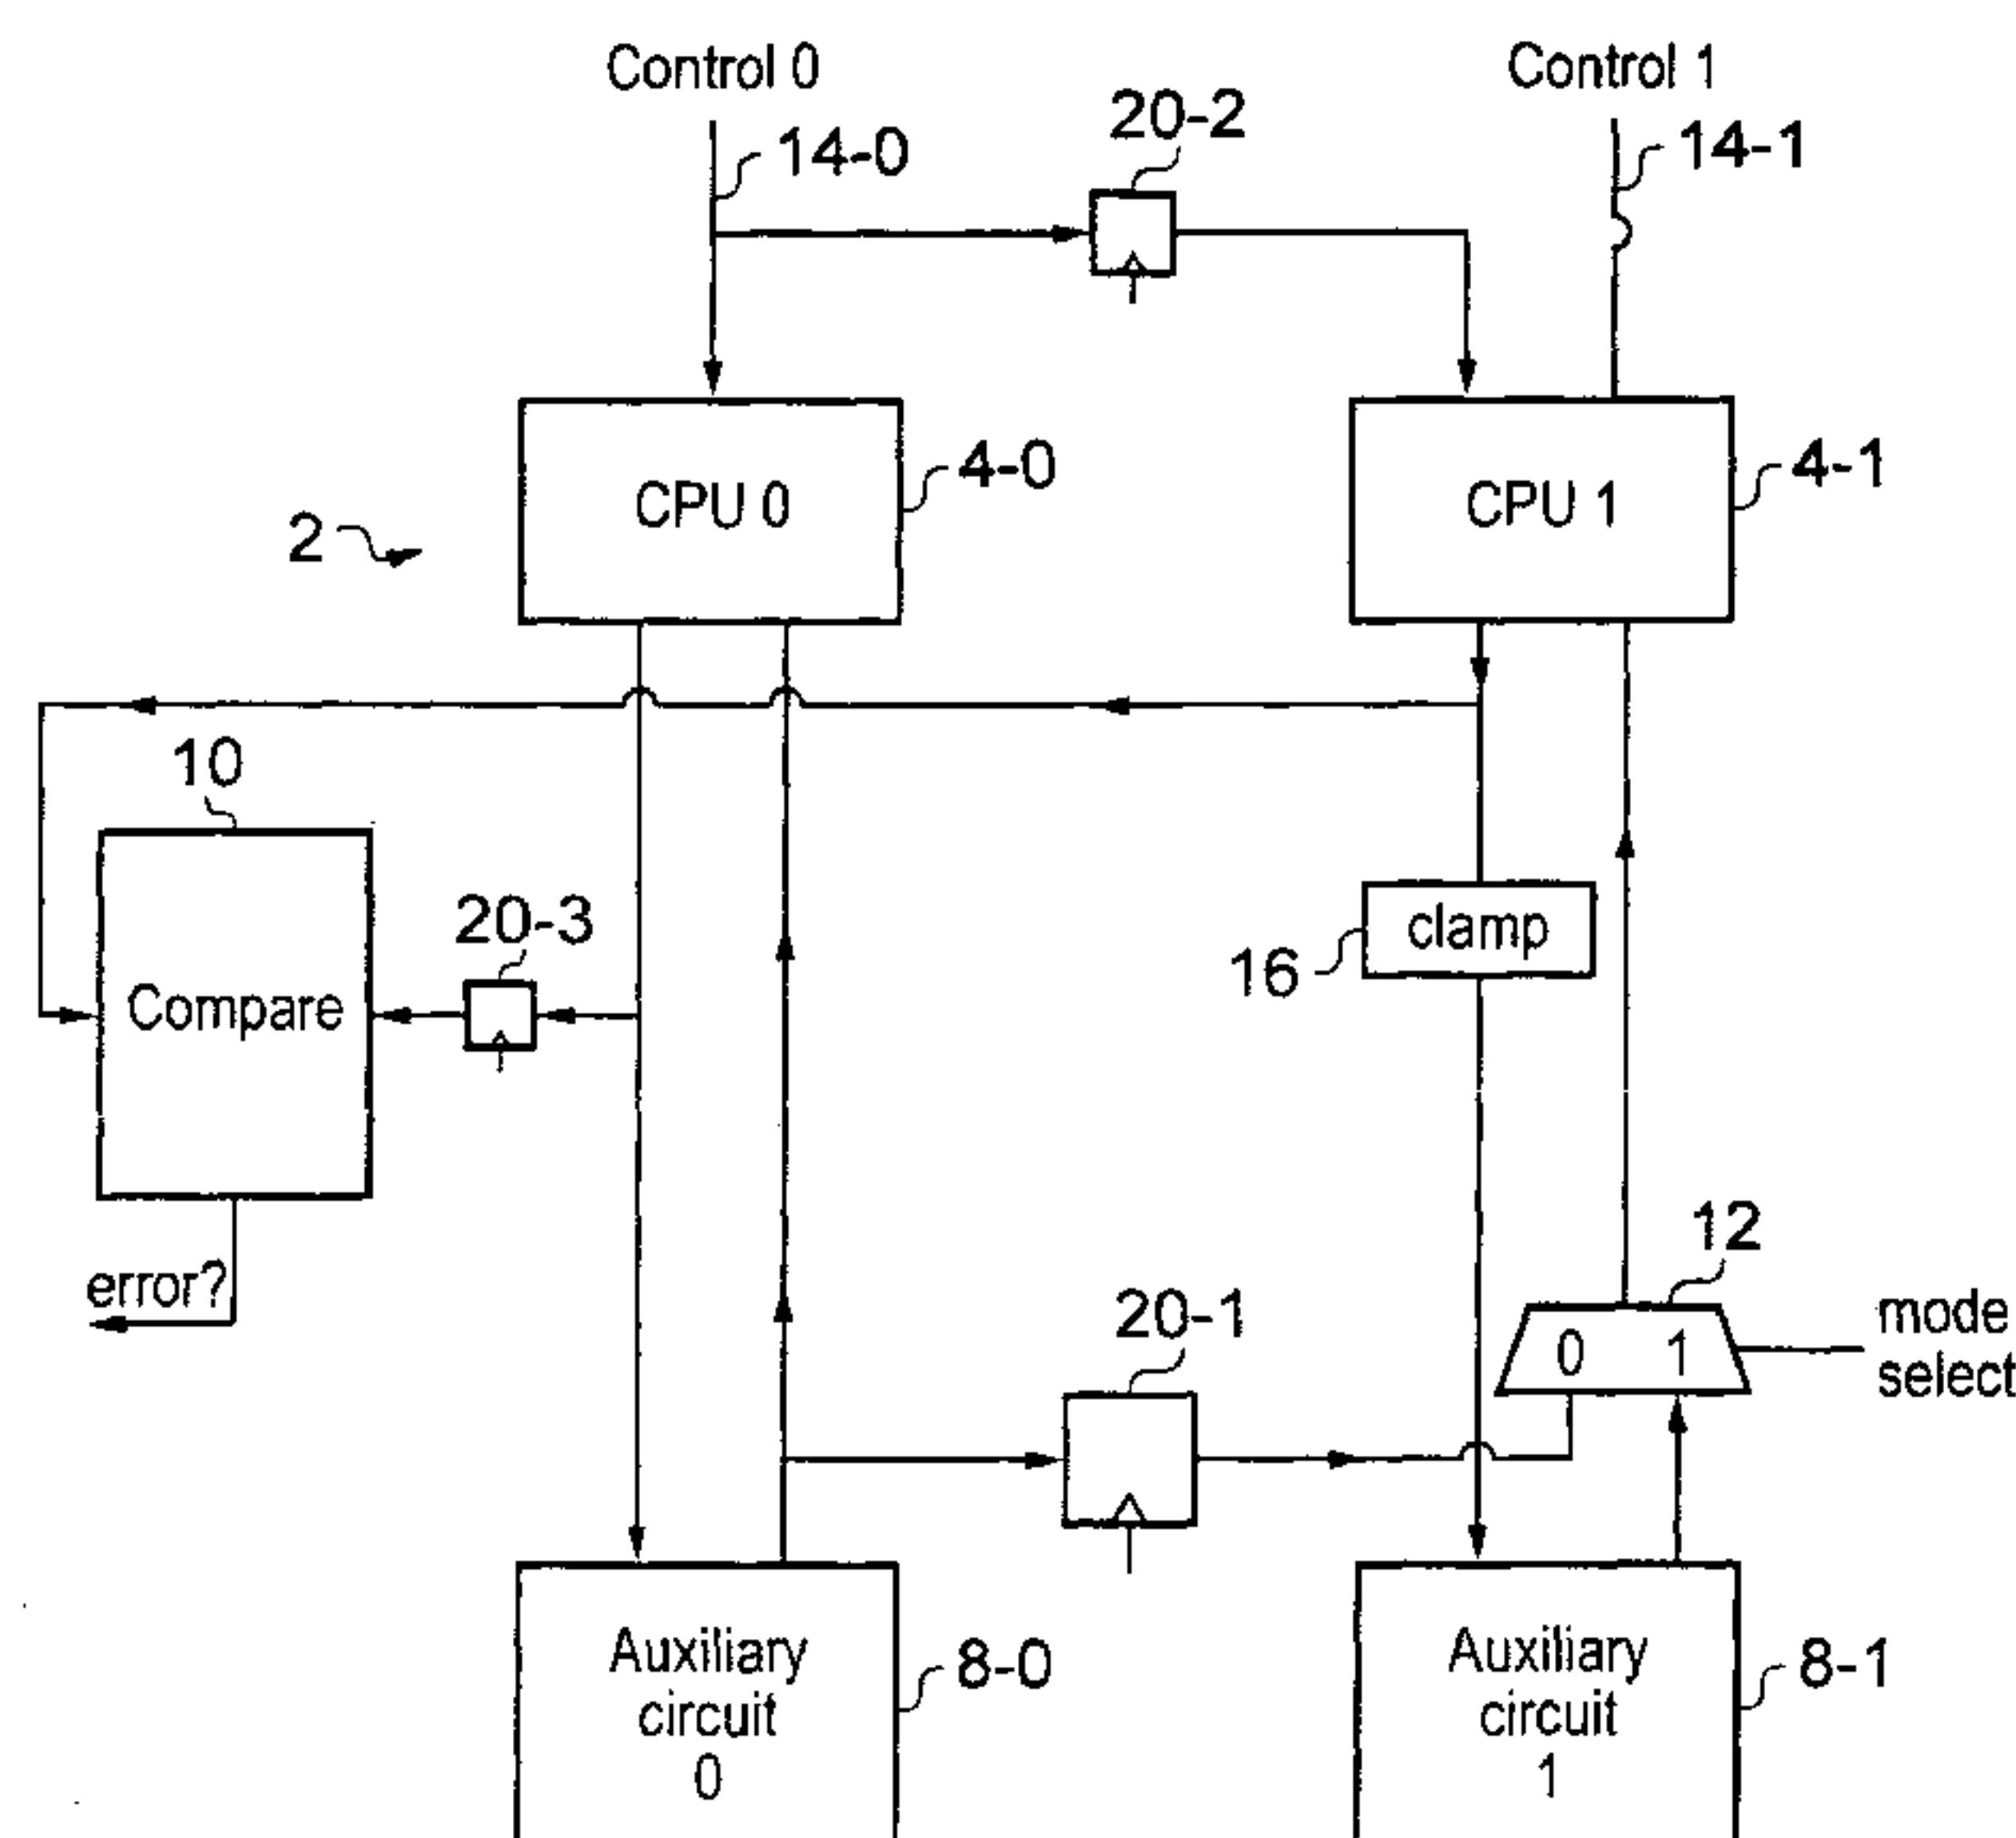 Control 0
Control 1
20-2
14-0
14-1
4-0
4-1
CPU 0
CPU 1
2
10
20-3
clamp
16
Compare
12
error?
20-1
0 1
mode
select
Auxiliary
circuit
0
8-0
Auxiliary
circuit
1
8-1